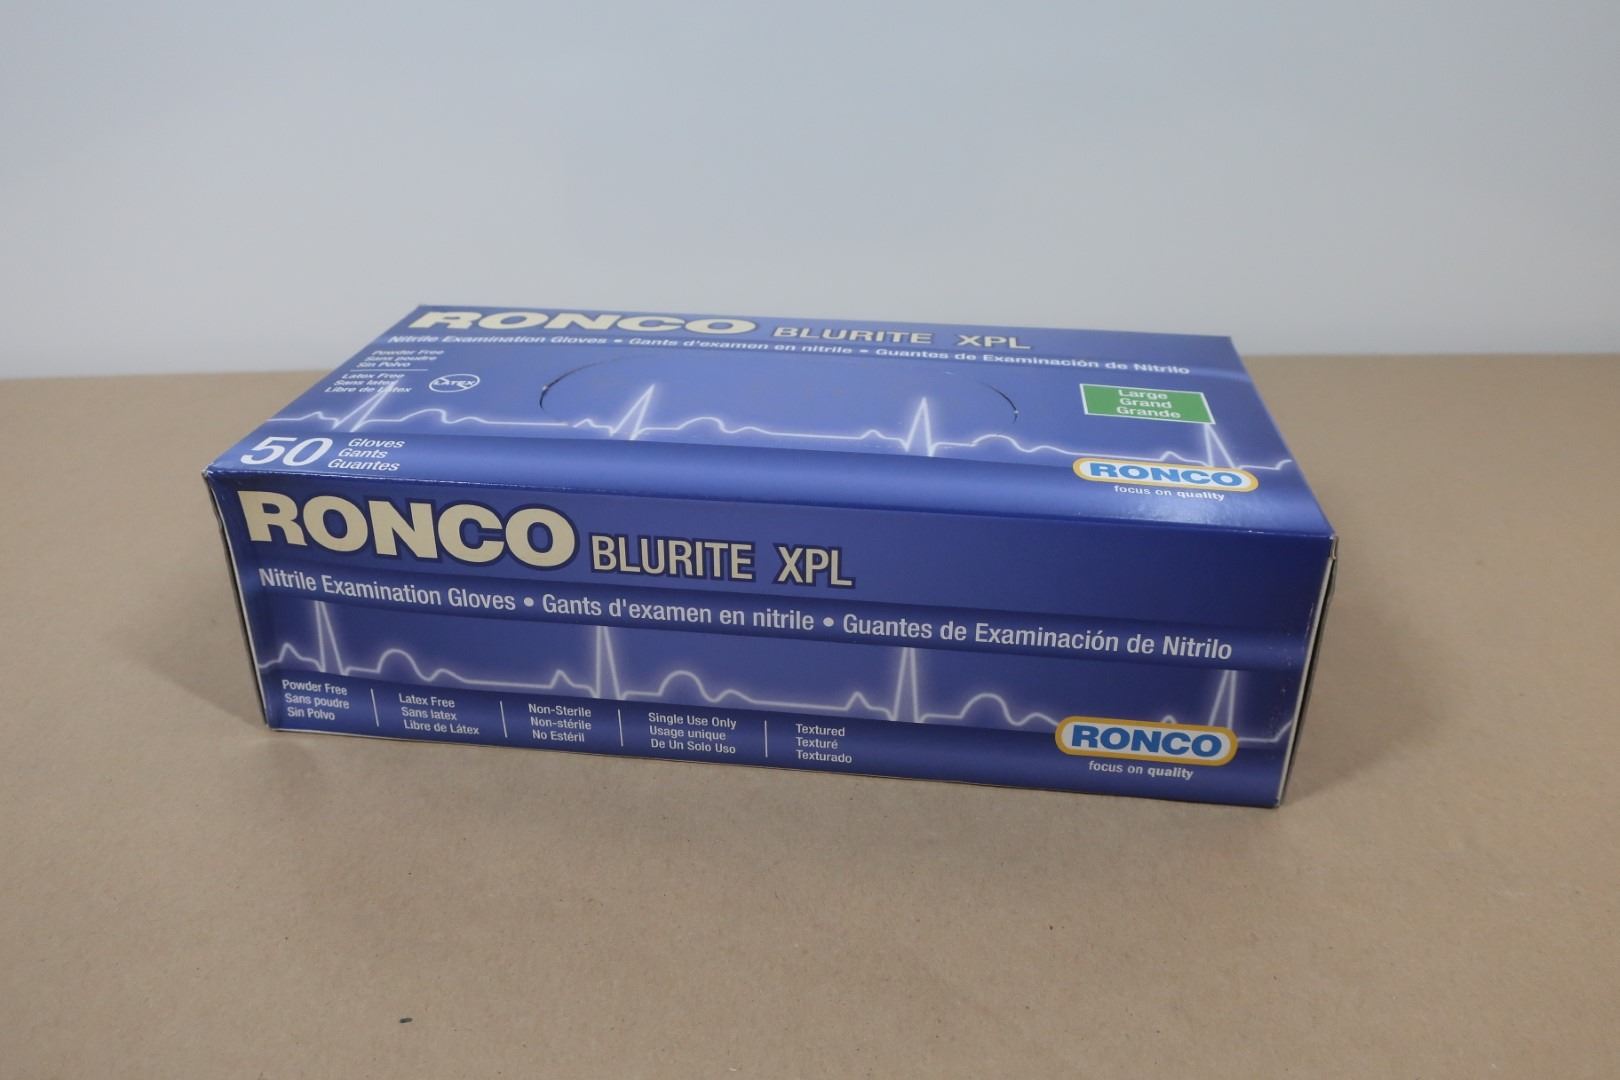 RONCO BLURITE XPL
Nitrile Examination Gloves • Gants d'examen en nitrile • Guantes de Examinación de Nitrilo
Powder Free
Sans poudre
Sin Polvo
Latex Free
Sans latex
Libre de Látex
LATEX
Large
Grand
Grande
50
Gloves
Gants
Guantes
RONCO
focus on quality
RONCO BLURITE XPL
Nitrile Examination Gloves • Gants d'examen en nitrile • Guantes de Examinación de Nitrilo
Powder Free
Sans poudre
Sin Polvo
Latex Free
Sans latex
Libre de Látex
Non-Sterile
Non-stérile
No Estéril
Single Use Only
Usage unique
De Un Solo Uso
Textured
Texturé
Texturado
RONCO
focus on quality